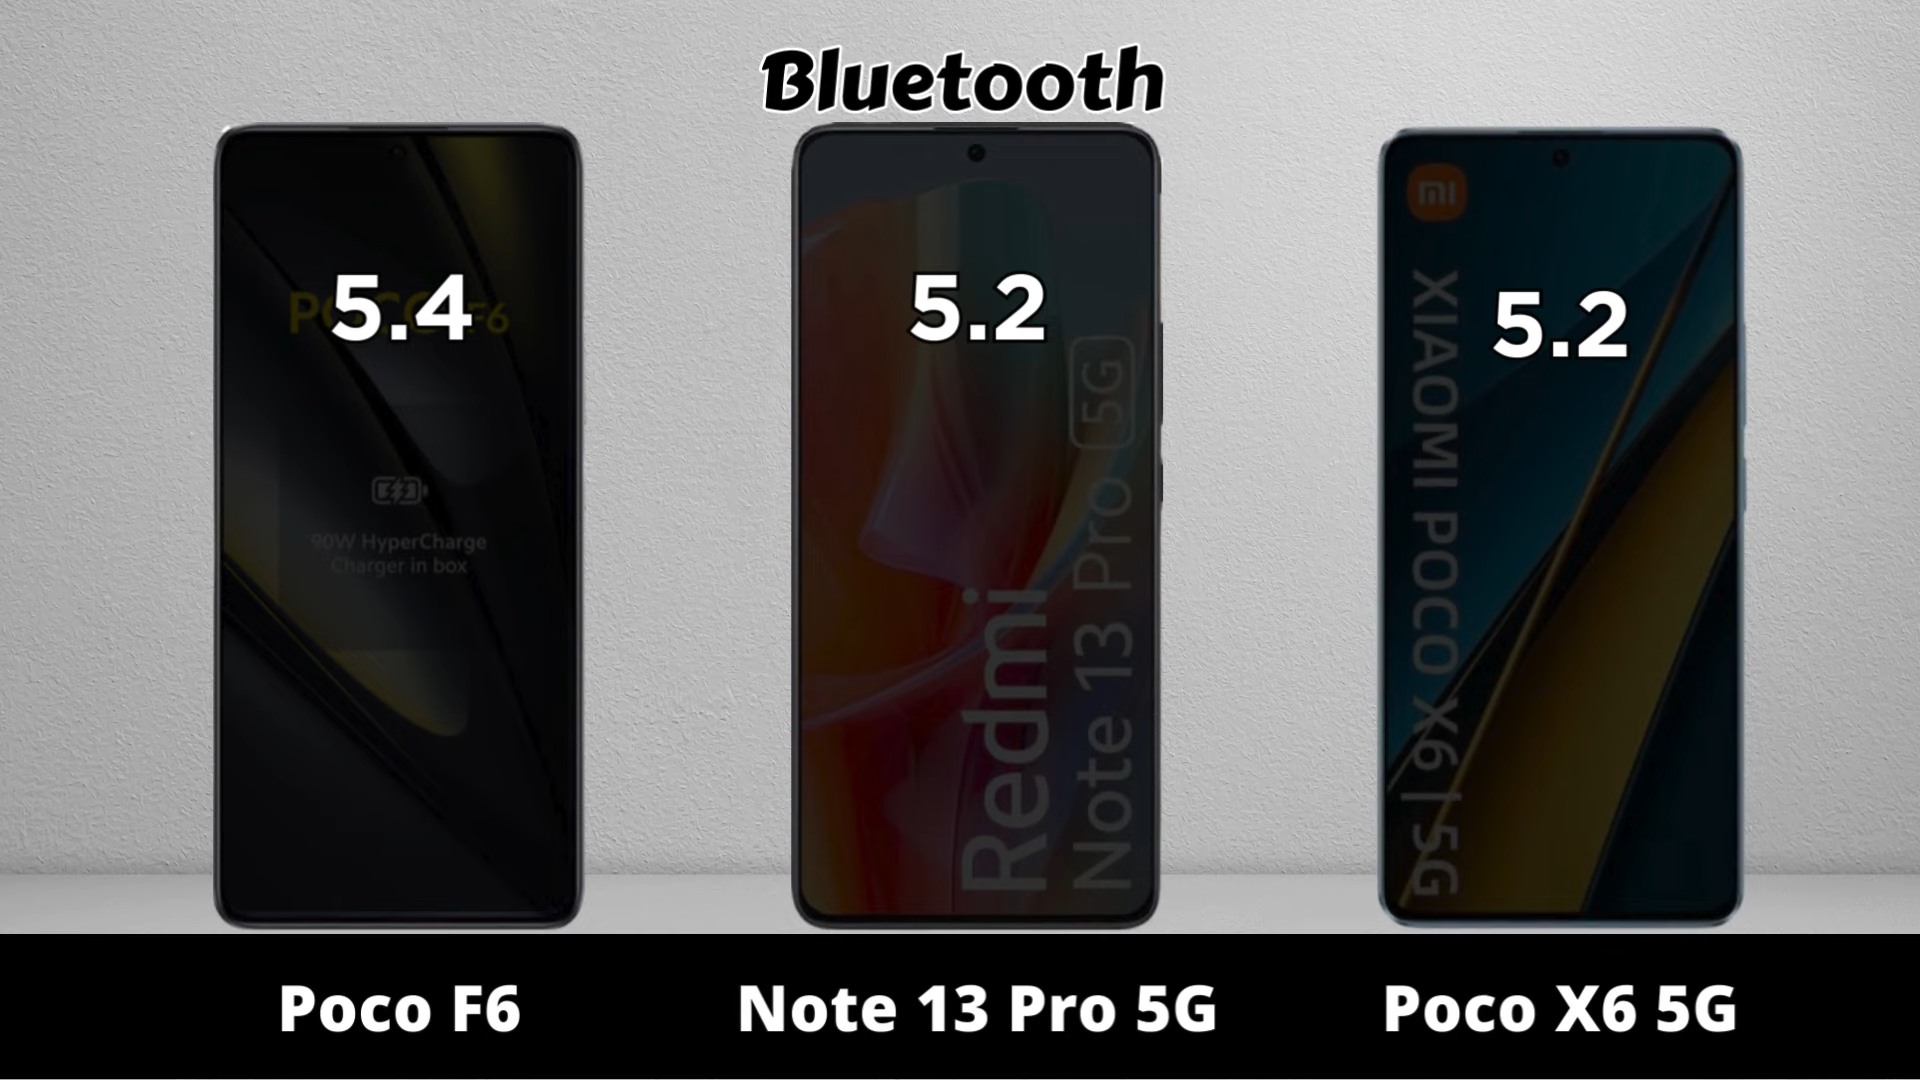 Bluetooth
5.4
POCO F6
90W HyperCharge
Charger in box
5.2
Redmi
Note 13 Pro 5G
5.2
mi
XIAOMI POCO X6 | 5G
Poco F6
Note 13 Pro 5G
Poco X6 5G